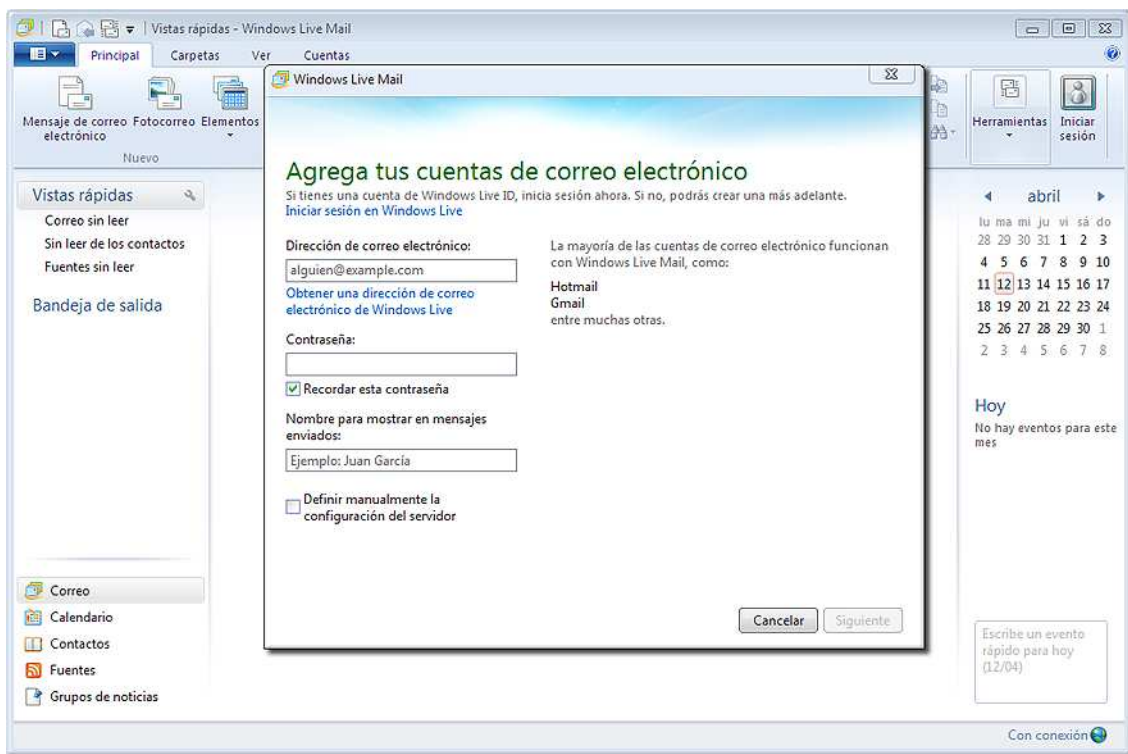 Vistas rápidas - Windows Live Mail
Principal Carpetas Ver Cuentas
Mensaje de correo electrónico
Fotocorreo
Elementos
Nuevo
Herramientas
Iniciar sesión
Vistas rápidas
Correo sin leer
Sin leer de los contactos
Fuentes sin leer
Bandeja de salida
Correo
Calendario
Contactos
Fuentes
Grupos de noticias
Windows Live Mail
Agrega tus cuentas de correo electrónico
Si tienes una cuenta de Windows Live ID, inicia sesión ahora. Si no, podrás crear una más adelante.
Iniciar sesión en Windows Live
Dirección de correo electrónico:
alguien@example.com
Obtener una dirección de correo
electrónico de Windows Live
Contraseña:
Recordar esta contraseña
Nombre para mostrar en mensajes
enviados:
Ejemplo: Juan García
Definir manualmente la
configuración del servidor
La mayoría de las cuentas de correo electrónico funcionan
con Windows Live Mail, como:
Hotmail
Gmail
entre muchas otras.
Cancelar Siguiente
abril
lu ma mi ju vi sá do
28 29 30 31 1 2 3
4 5 6 7 8 9 10
11 12 13 14 15 16 17
18 19 20 21 22 23 24
25 26 27 28 29 30 1
2 3 4 5 6 7 8
Hoy
No hay eventos para este
mes
Escribe un evento
rápido para hoy
(12/04)
Con conexión